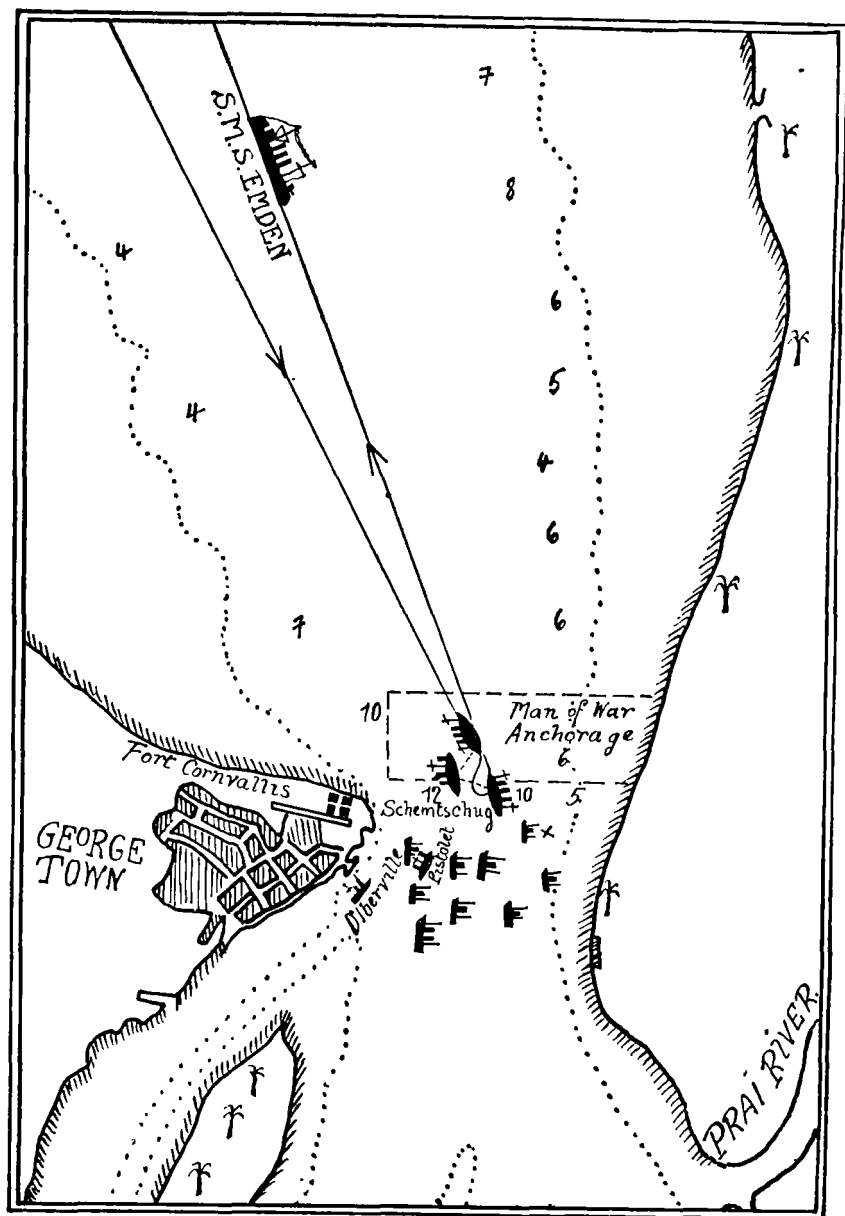 7
S.M.S. EMDEN
8
4
6
5
4
4
6
6
7
10
Man of War
Anchorage
6
Fort Cornvallis
12
10
5
Schemtschug
GEORGE
TOWN
Pistolet
D'Iberville
x
PRAI RIVER.